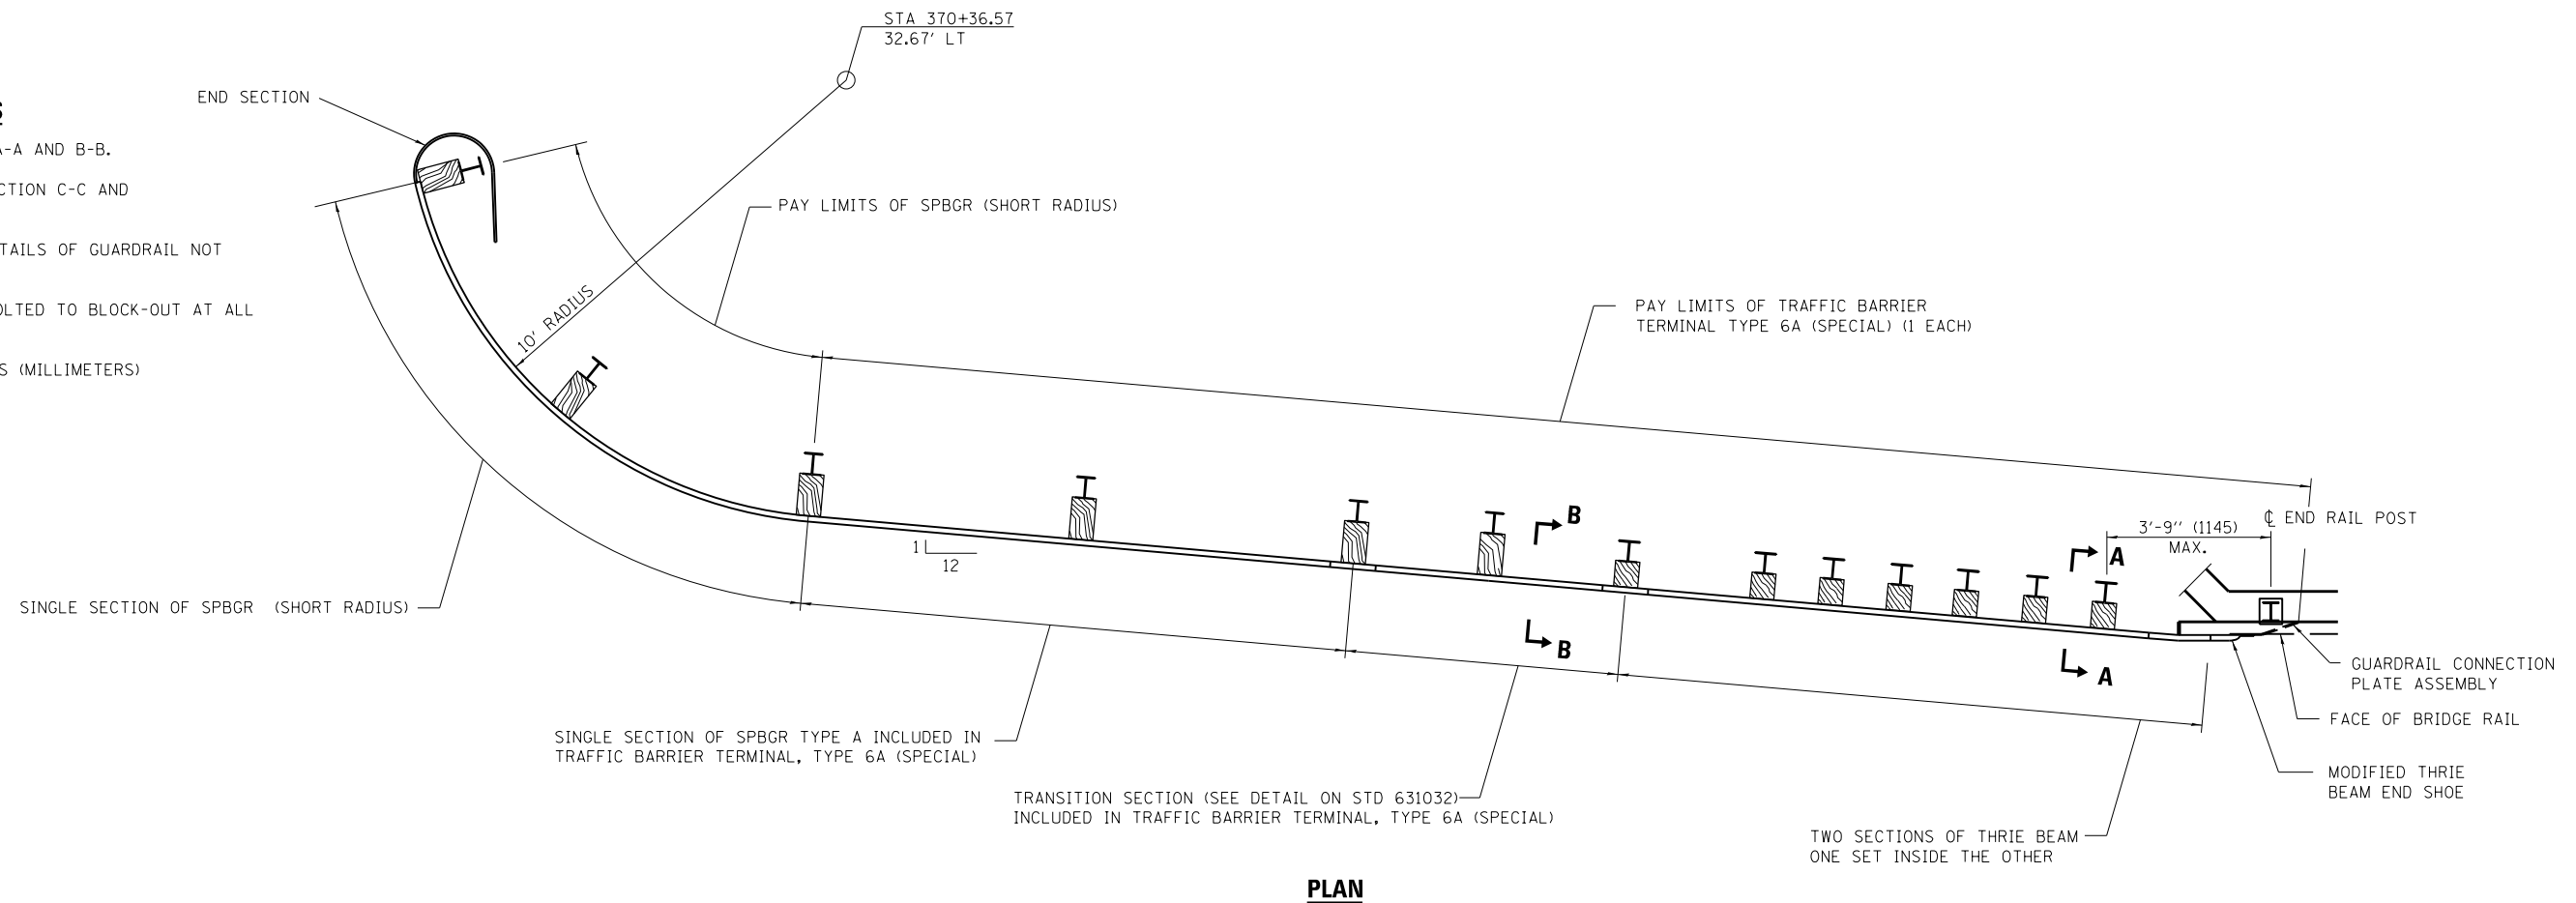 STA 370+36.57
32.67' LT
END SECTION
A-A AND B-B.
CTION C-C AND
TAILS OF GUARDRAIL NOT
OLTED TO BLOCK-OUT AT ALL
S (MILLIMETERS)
PAY LIMITS OF SPBGR (SHORT RADIUS)
10' RADIUS
PAY LIMITS OF TRAFFIC BARRIER
TERMINAL TYPE 6A (SPECIAL) (1 EACH)
B
3'-9'' (1145)
MAX.
℄ END RAIL POST
A
1
12
SINGLE SECTION OF SPBGR (SHORT RADIUS)
B
A
GUARDRAIL CONNECTION
PLATE ASSEMBLY
FACE OF BRIDGE RAIL
SINGLE SECTION OF SPBGR TYPE A INCLUDED IN
TRAFFIC BARRIER TERMINAL, TYPE 6A (SPECIAL)
MODIFIED THRIE
BEAM END SHOE
TRANSITION SECTION (SEE DETAIL ON STD 631032)
INCLUDED IN TRAFFIC BARRIER TERMINAL, TYPE 6A (SPECIAL)
TWO SECTIONS OF THRIE BEAM
ONE SET INSIDE THE OTHER
PLAN